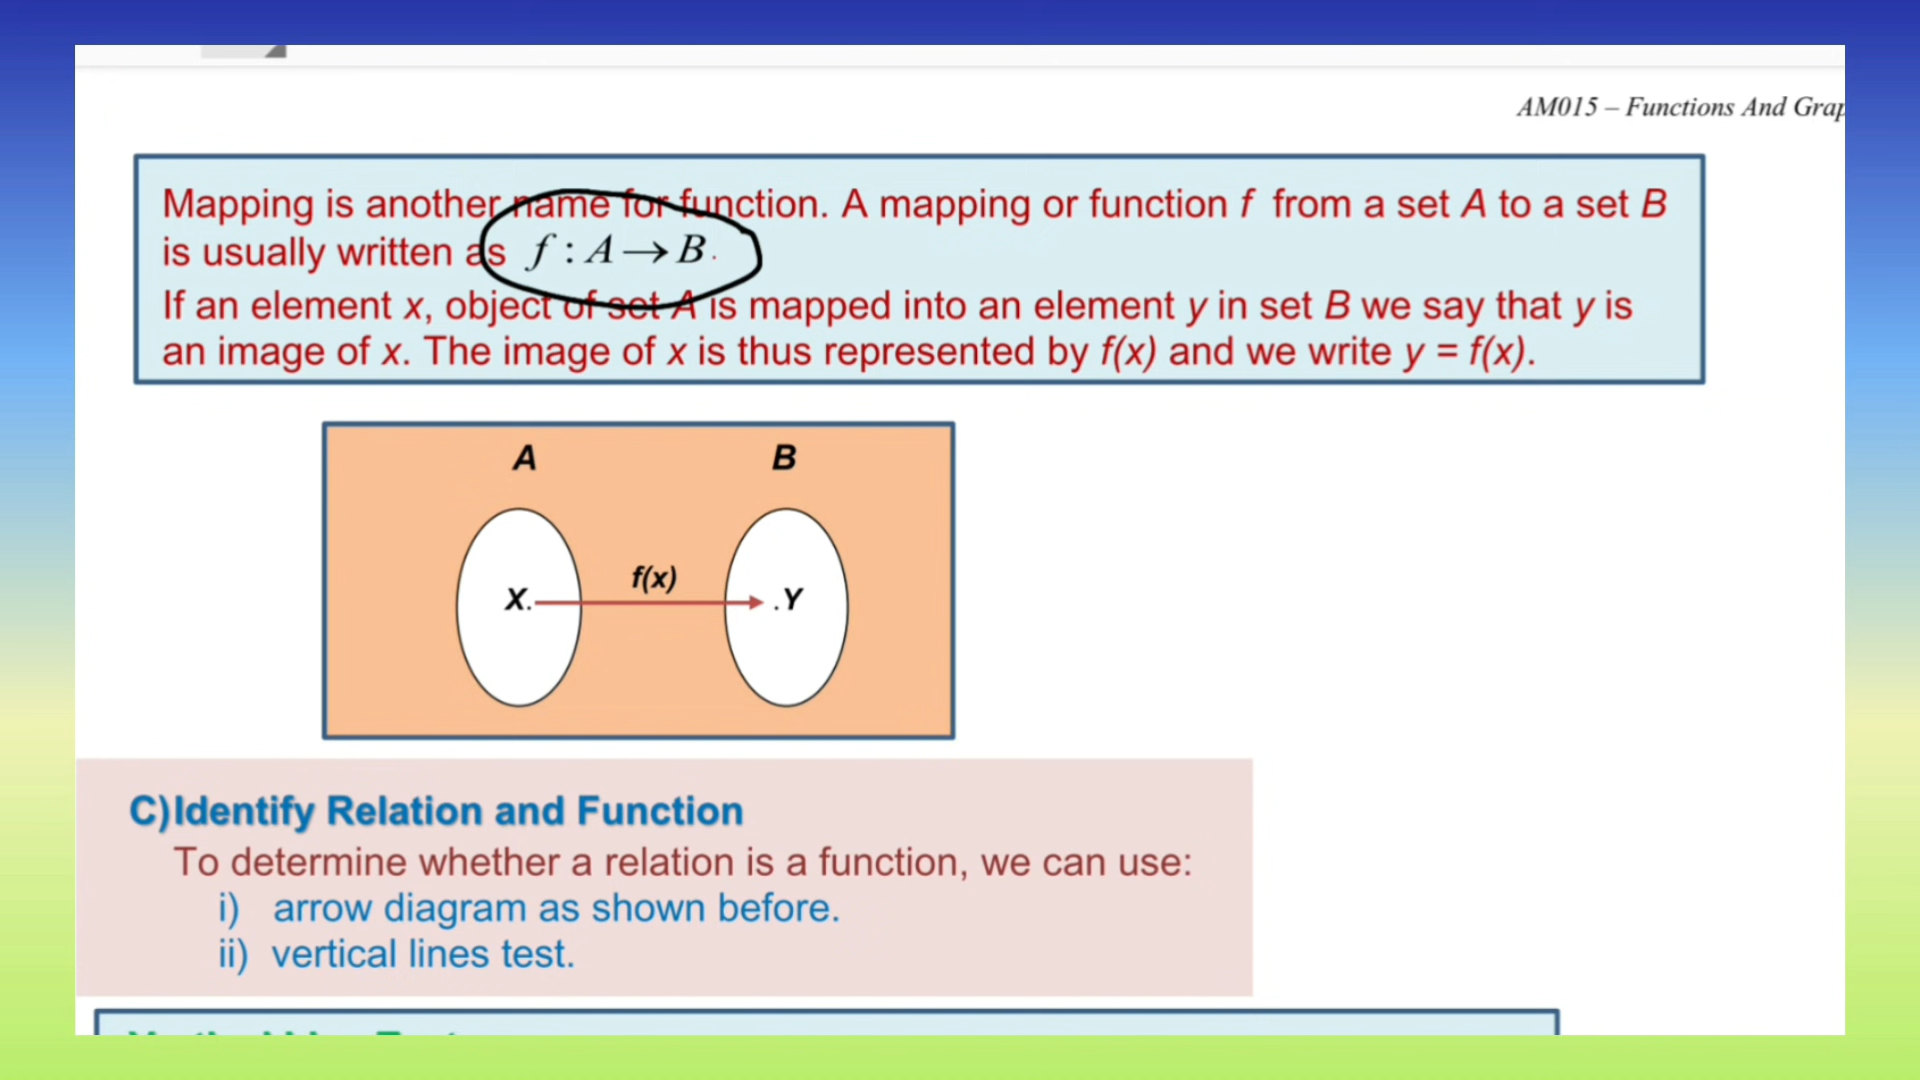 AM015 – Functions And Grap
Mapping is another name for function. A mapping or function f from a set A to a set B
is usually written as f : A → B.
If an element x, object of set A is mapped into an element y in set B we say that y is
an image of x. The image of x is thus represented by f(x) and we write y = f(x).
A B
f(x)
X. .Y
C)Identify Relation and Function
To determine whether a relation is a function, we can use:
i) arrow diagram as shown before.
ii) vertical lines test.